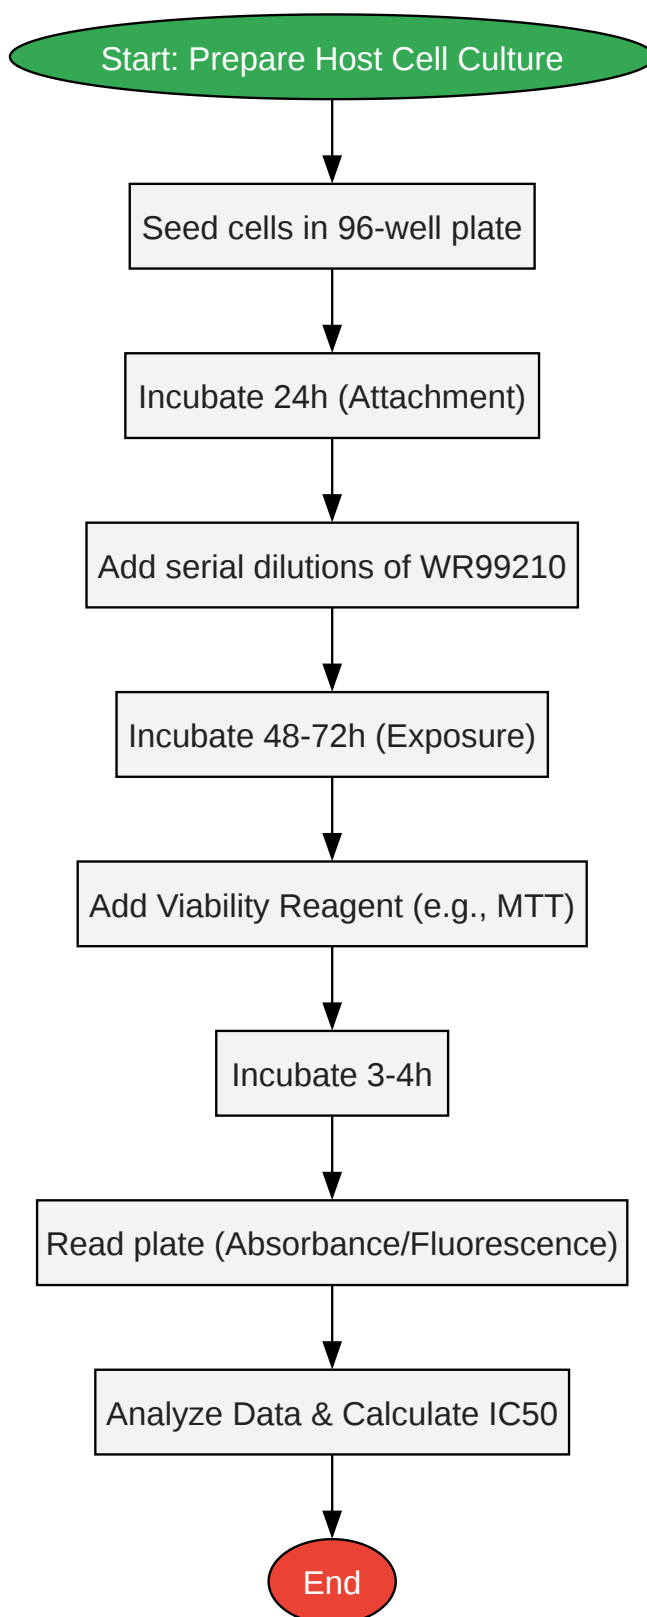 Start: Prepare Host Cell Culture
Seed cells in 96-well plate
Incubate 24h (Attachment)
Add serial dilutions of WR99210
Incubate 48-72h (Exposure)
Add Viability Reagent (e.g., MTT)
Incubate 3-4h
Read plate (Absorbance/Fluorescence)
Analyze Data & Calculate IC50
End